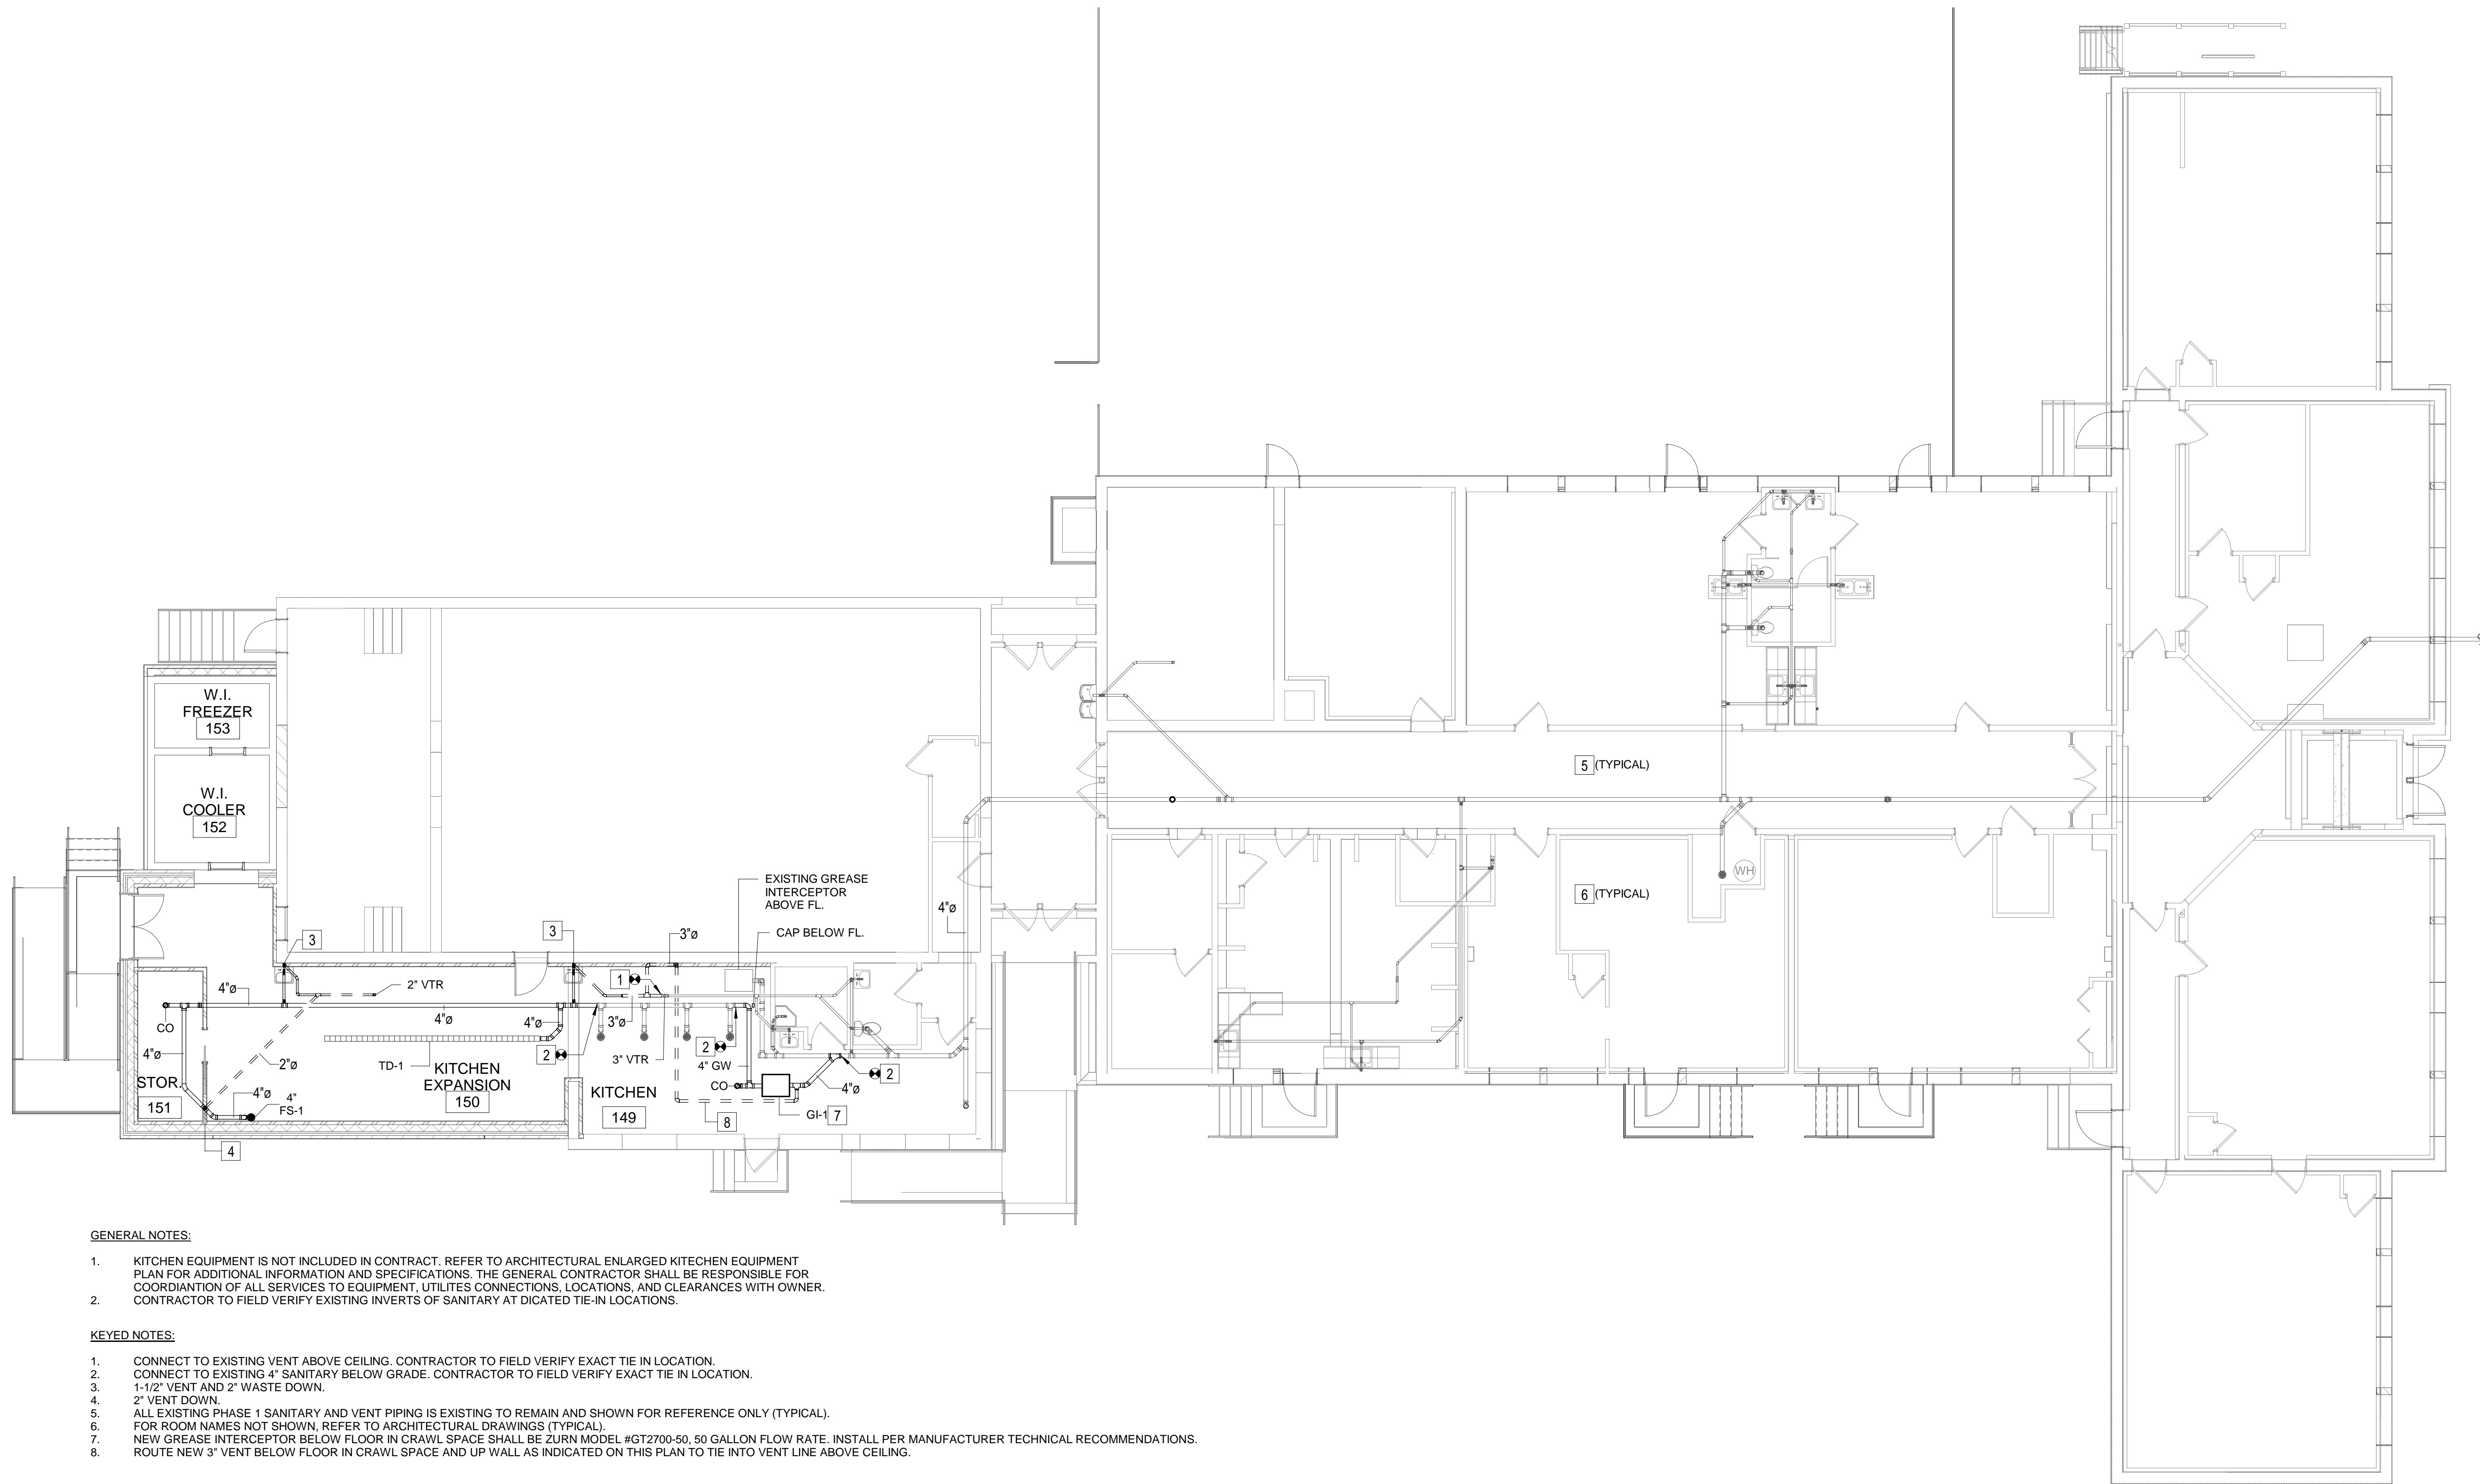 W.I.
FREEZER
153
W.I.
COOLER
152
5 (TYPICAL)
WH
6 (TYPICAL)
EXISTING GREASE
INTERCEPTOR
ABOVE FL.
CAP BELOW FL.
4"ø
3
3
3"ø
1
2" VTR
4"ø
CO
4"ø
4"ø
3"ø
4"ø
2"ø
TD-1
2
3" VTR
2
4" GW
2
CO
4"ø
KITCHEN
EXPANSION
150
KITCHEN
149
STOR.
151
4"ø
4"
FS-1
GI-1
7
8
4
GENERAL NOTES:
1. KITCHEN EQUIPMENT IS NOT INCLUDED IN CONTRACT. REFER TO ARCHITECTURAL ENLARGED KITECHEN EQUIPMENT
PLAN FOR ADDITIONAL INFORMATION AND SPECIFICATIONS. THE GENERAL CONTRACTOR SHALL BE RESPONSIBLE FOR
COORDIANTION OF ALL SERVICES TO EQUIPMENT, UTILITES CONNECTIONS, LOCATIONS, AND CLEARANCES WITH OWNER.
2. CONTRACTOR TO FIELD VERIFY EXISTING INVERTS OF SANITARY AT DICATED TIE-IN LOCATIONS.
KEYED NOTES:
1. CONNECT TO EXISTING VENT ABOVE CEILING. CONTRACTOR TO FIELD VERIFY EXACT TIE IN LOCATION.
2. CONNECT TO EXISTING 4" SANITARY BELOW GRADE. CONTRACTOR TO FIELD VERIFY EXACT TIE IN LOCATION.
3. 1-1/2" VENT AND 2" WASTE DOWN.
4. 2" VENT DOWN.
5. ALL EXISTING PHASE 1 SANITARY AND VENT PIPING IS EXISTING TO REMAIN AND SHOWN FOR REFERENCE ONLY (TYPICAL).
6. FOR ROOM NAMES NOT SHOWN, REFER TO ARCHITECTURAL DRAWINGS (TYPICAL).
7. NEW GREASE INTERCEPTOR BELOW FLOOR IN CRAWL SPACE SHALL BE ZURN MODEL #GT2700-50, 50 GALLON FLOW RATE. INSTALL PER MANUFACTURER TECHNICAL RECOMMENDATIONS.
8. ROUTE NEW 3" VENT BELOW FLOOR IN CRAWL SPACE AND UP WALL AS INDICATED ON THIS PLAN TO TIE INTO VENT LINE ABOVE CEILING.